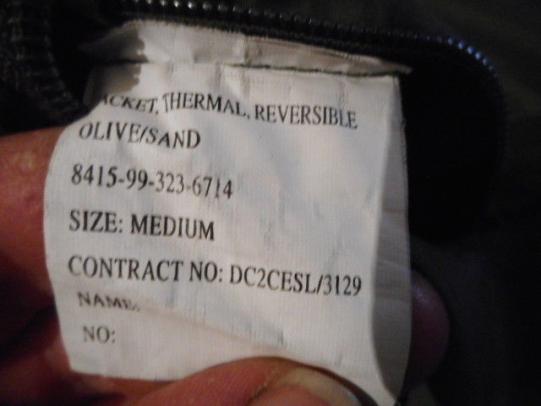 JACKET, THERMAL, REVERSIBLE
OLIVE/SAND
8415-99-323-6714
SIZE: MEDIUM
CONTRACT NO: DC2CESL/3129
NAME:
NO: